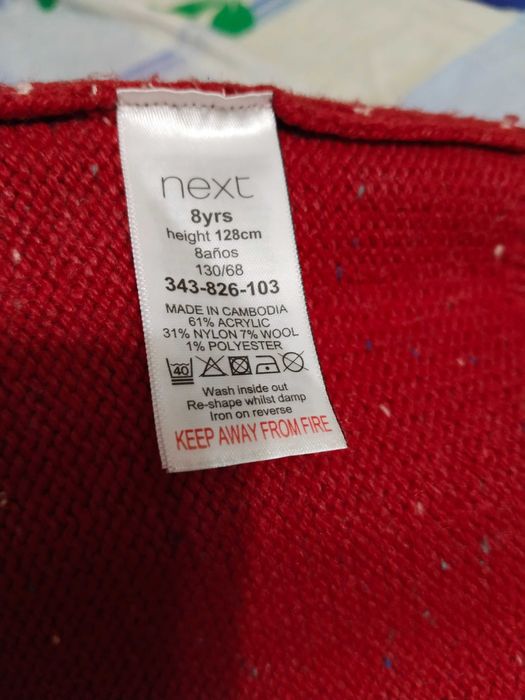 next
8yrs
height 128cm
8años
130/68
343-826-103
MADE IN CAMBODIA
61% ACRYLIC
31% NYLON 7% WOOL
1% POLYESTER
40
Wash inside out
Re-shape whilst damp
Iron on reverse
KEEP AWAY FROM FIRE